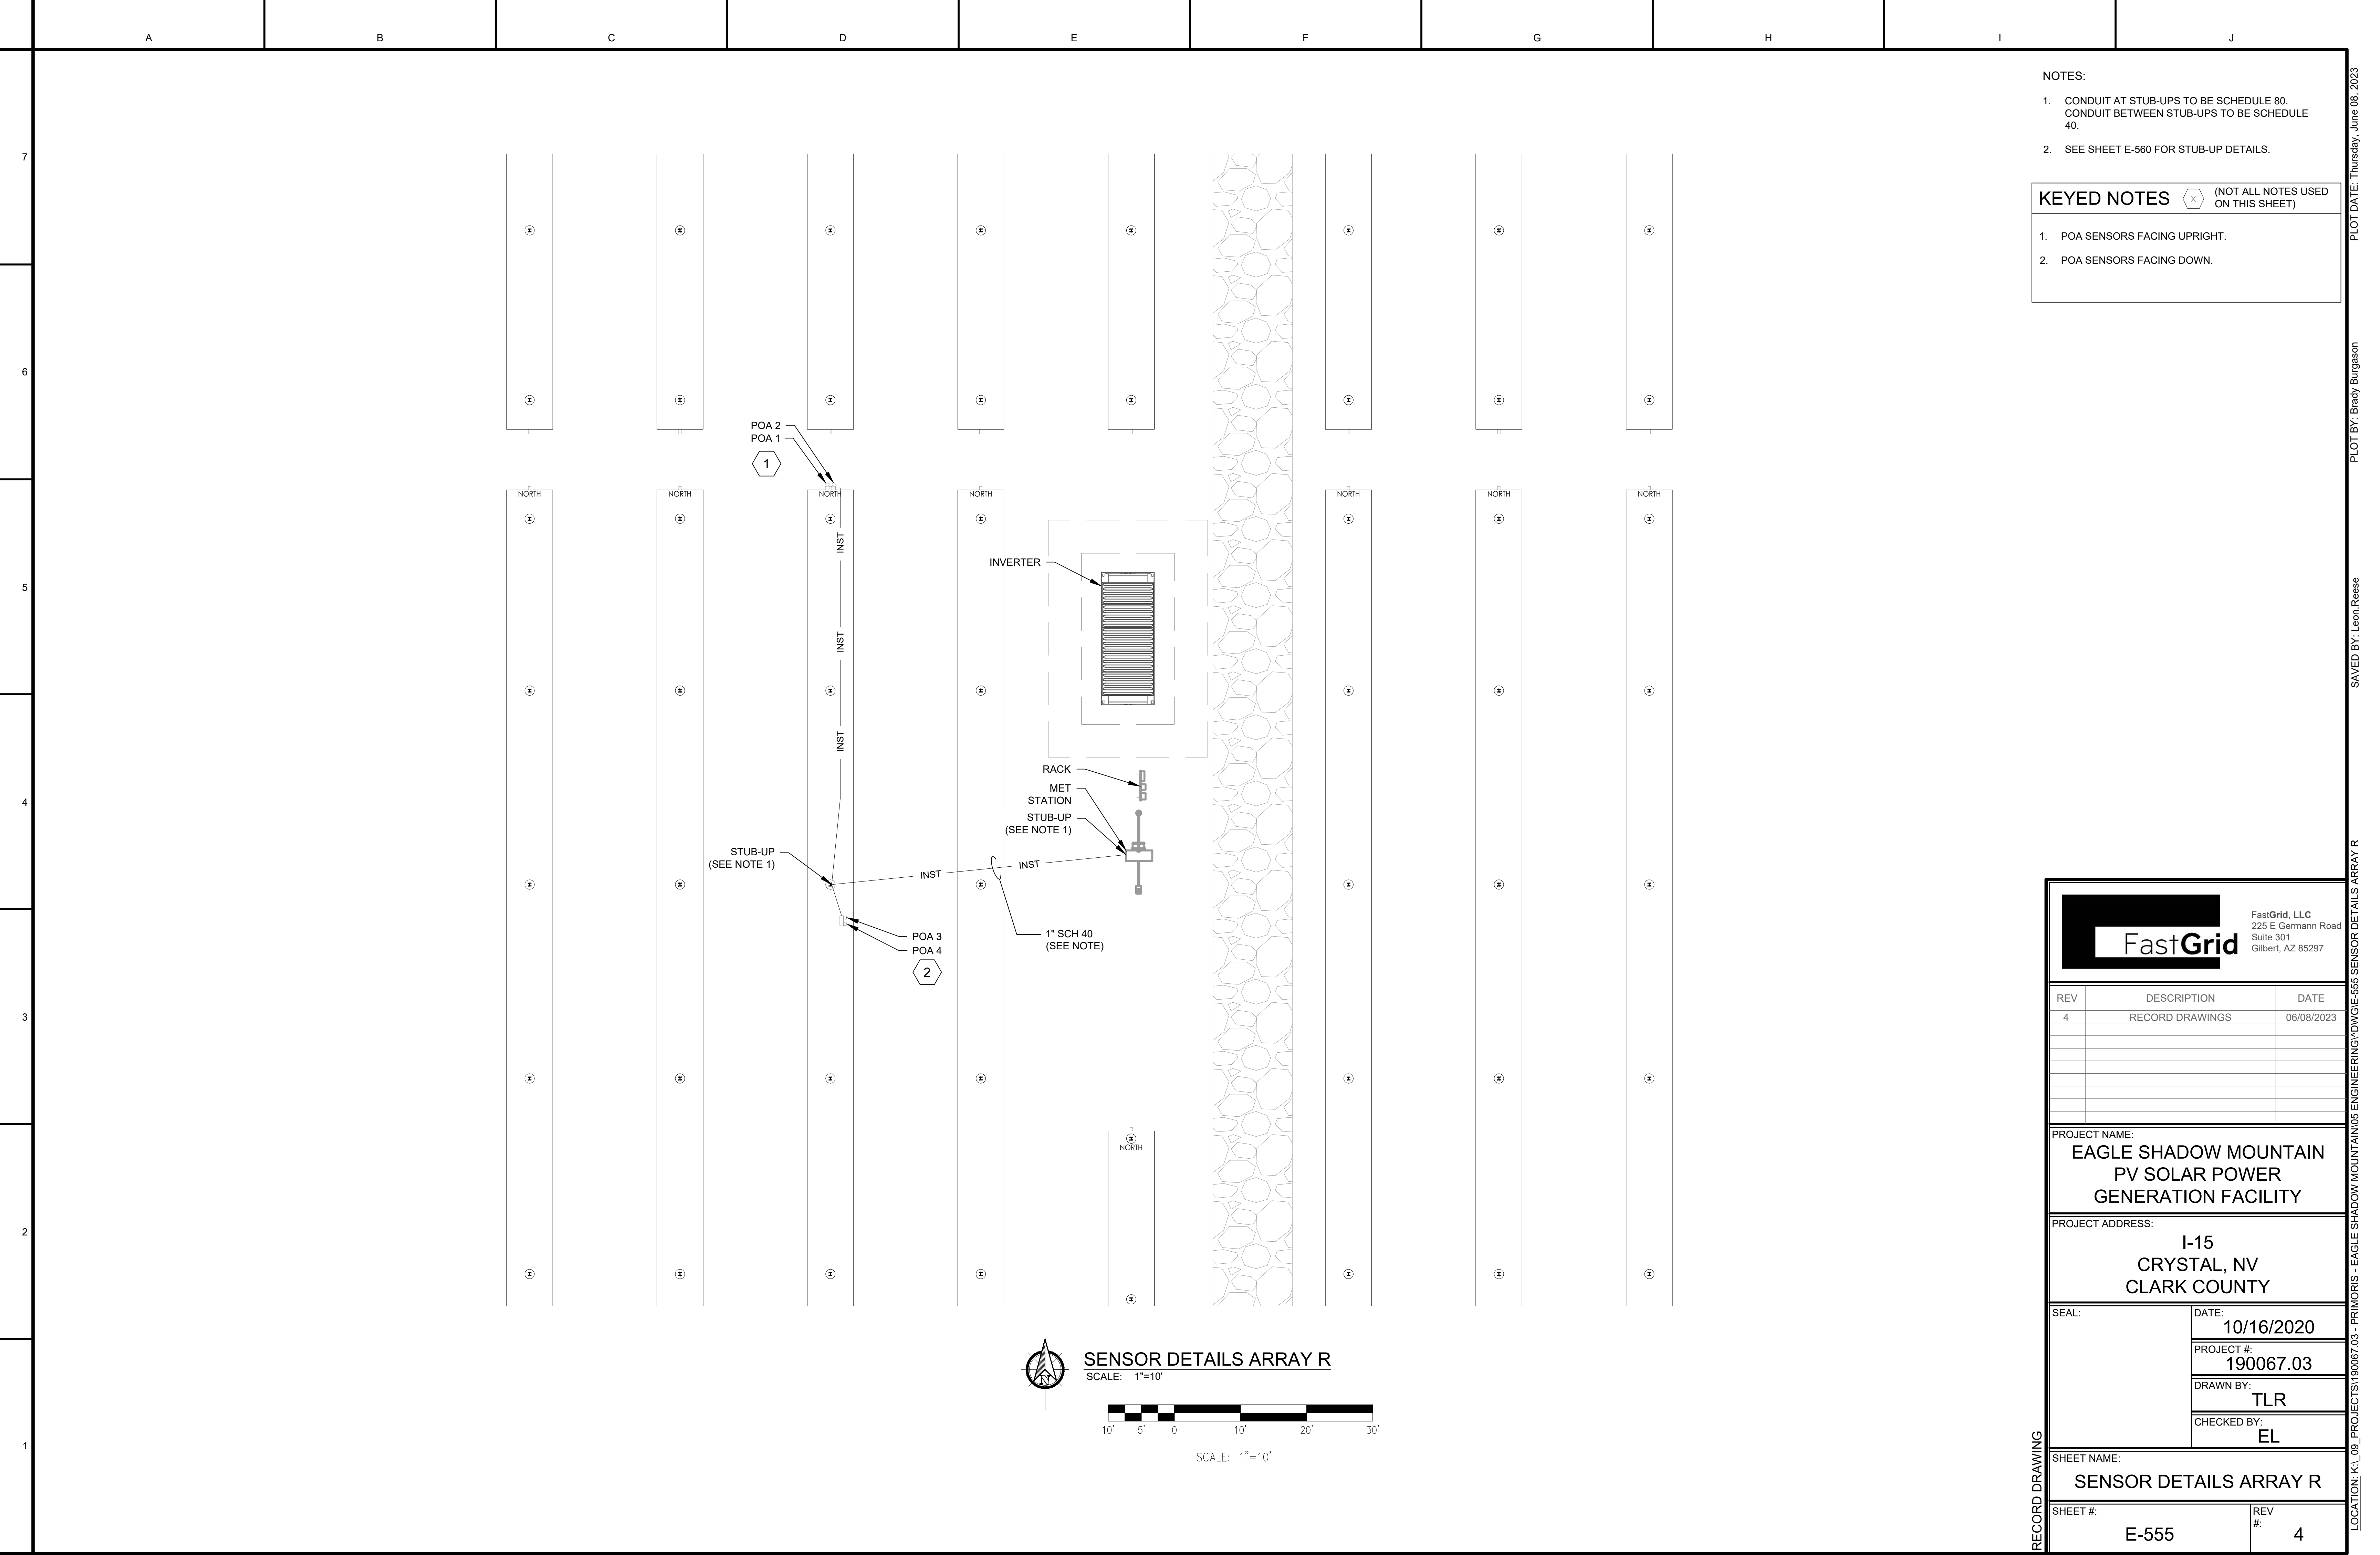 A B C D E F G H I J
7
6
5
4
3
2
1
NOTES:
1. CONDUIT AT STUB-UPS TO BE SCHEDULE 80.
CONDUIT BETWEEN STUB-UPS TO BE SCHEDULE
40.
2. SEE SHEET E-560 FOR STUB-UP DETAILS.
KEYED NOTES X (NOT ALL NOTES USED
ON THIS SHEET)
1. POA SENSORS FACING UPRIGHT.
2. POA SENSORS FACING DOWN.
POA 2
POA 1
1
NORTH NORTH NORTH NORTH NORTH NORTH NORTH
INST
INVERTER
INST
INST
RACK
MET
STATION
STUB-UP
(SEE NOTE 1)
STUB-UP
(SEE NOTE 1)
INST INST
POA 3
POA 4
2
1" SCH 40
(SEE NOTE)
NORTH
N
SENSOR DETAILS ARRAY R
SCALE: 1"=10'
10' 5' 0 10' 20' 30'
SCALE: 1"=10'
FastGrid
FastGrid, LLC
225 E Germann Road
Suite 301
Gilbert, AZ 85297
REV DESCRIPTION DATE
4 RECORD DRAWINGS 06/08/2023
PROJECT NAME:
EAGLE SHADOW MOUNTAIN
PV SOLAR POWER
GENERATION FACILITY
PROJECT ADDRESS:
I-15
CRYSTAL, NV
CLARK COUNTY
SEAL:
DATE:
10/16/2020
PROJECT #:
190067.03
DRAWN BY:
TLR
CHECKED BY:
EL
SHEET NAME:
SENSOR DETAILS ARRAY R
SHEET #:
E-555
REV
#:
4
RECORD DRAWING
LOCATION: K:\_09_PROJECTS\190067.03 - PRIMORIS - EAGLE SHADOW MOUNTAIN\05 ENGINEERING\^DWG\E-555 SENSOR DETAILS ARRAY R
SAVED BY: Leon.Reese
PLOT BY: Brady Burgason
PLOT DATE: Thursday, June 08, 2023